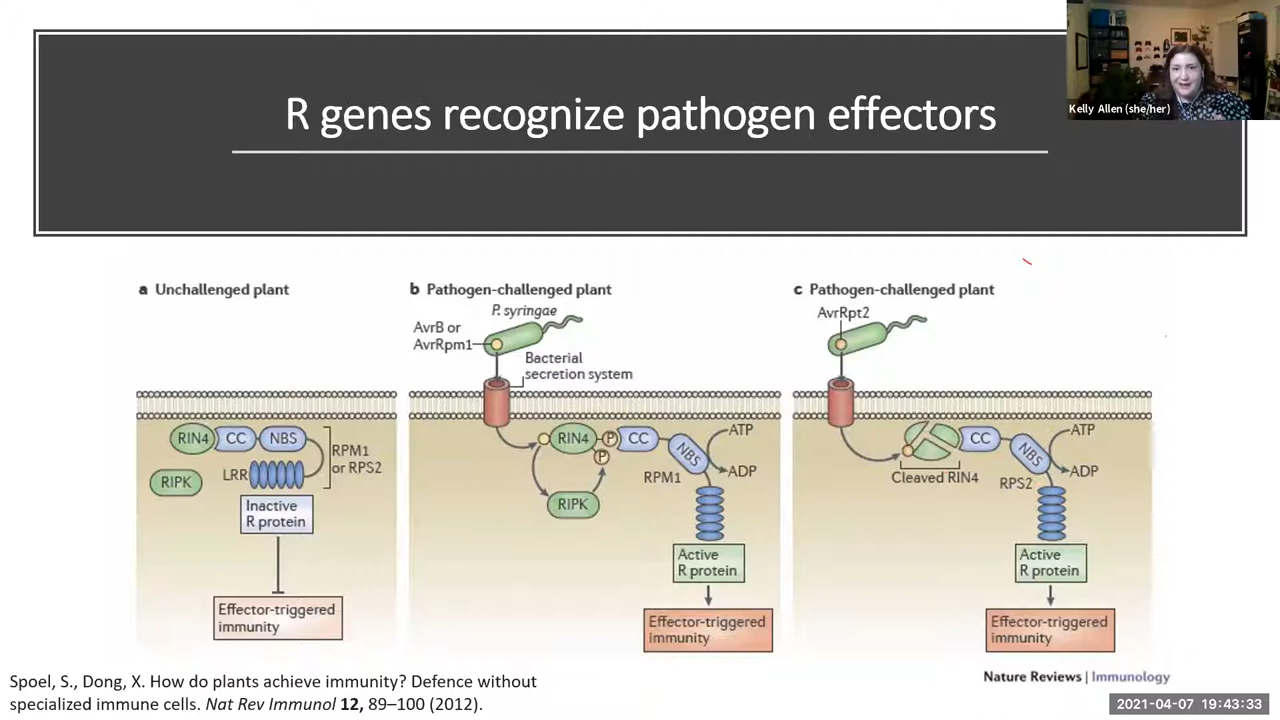 R genes recognize pathogen effectors
Kelly Allen (she/her)
a Unchallenged plant
RIN4
CC
NBS
RPM1
or RPS2
LRR
RIPK
Inactive
R protein
Effector-triggered
immunity
b Pathogen-challenged plant
P. syringae
AvrB or
AvrRpm1
Bacterial
secretion system
RIN4
P
CC
P
NBS
ATP
ADP
RPM1
RIPK
Active
R protein
Effector-triggered
immunity
c Pathogen-challenged plant
AvrRpt2
CC
NBS
ATP
ADP
Cleaved RIN4
RPS2
Active
R protein
Effector-triggered
immunity
Nature Reviews | Immunology
Spoel, S., Dong, X. How do plants achieve immunity? Defence without
specialized immune cells. Nat Rev Immunol 12, 89–100 (2012).
2021-04-07 19:43:33